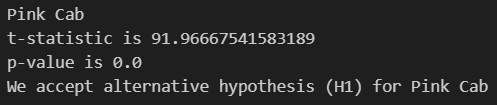 Pink Cab
t-statistic is 91.96667541583189
p-value is 0.0
We accept alternative hypothesis (H1) for Pink Cab